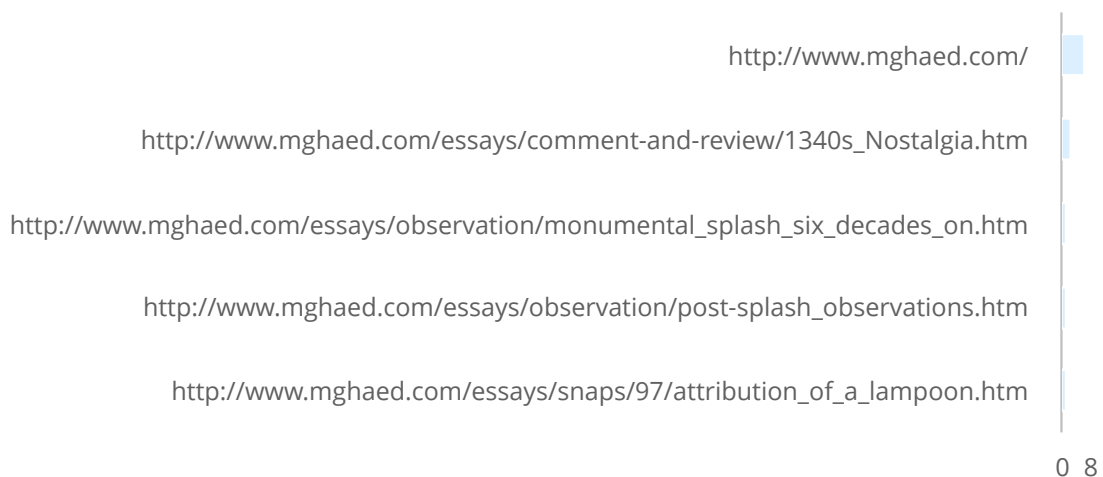 http://www.mghaed.com/
http://www.mghaed.com/essays/comment-and-review/1340s_Nostalgia.htm
http://www.mghaed.com/essays/observation/monumental_splash_six_decades_on.htm
http://www.mghaed.com/essays/observation/post-splash_observations.htm
http://www.mghaed.com/essays/snaps/97/attribution_of_a_lampoon.htm
0 8